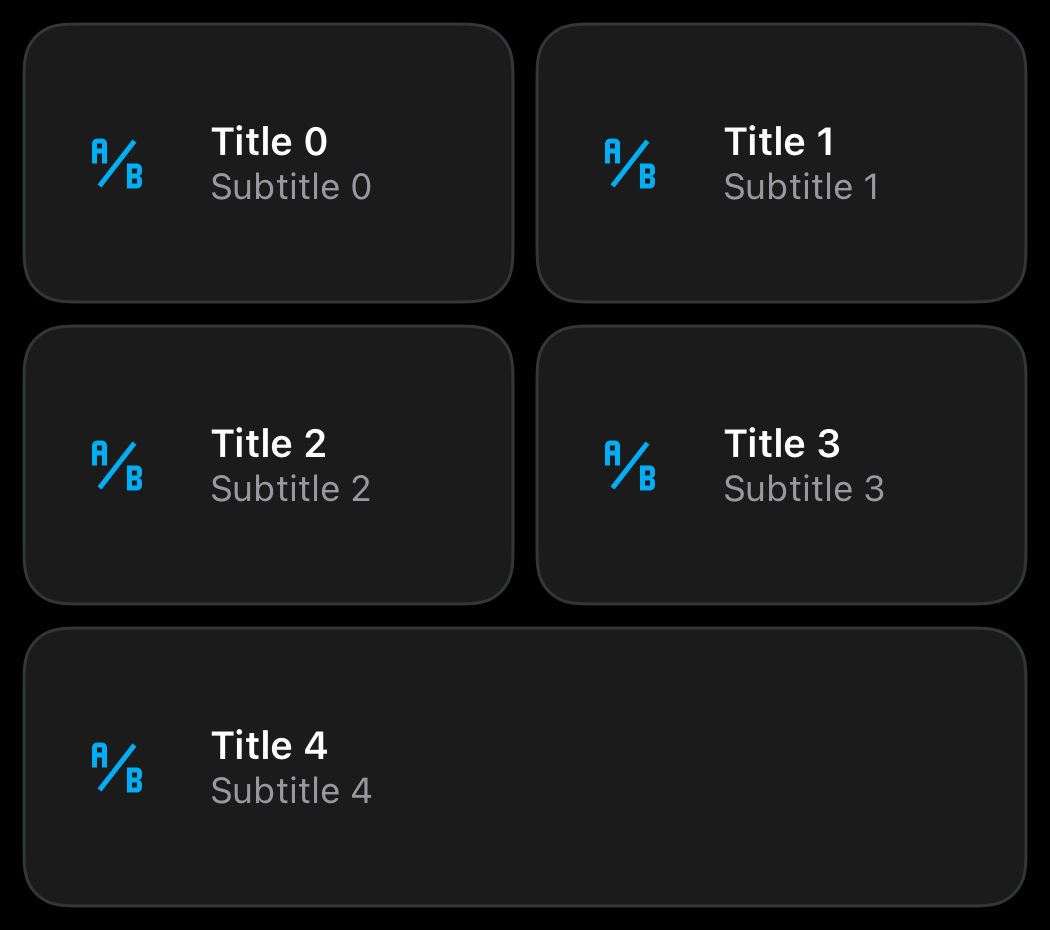 A/B
Title 0
Subtitle 0
A/B
Title 1
Subtitle 1
A/B
Title 2
Subtitle 2
A/B
Title 3
Subtitle 3
A/B
Title 4
Subtitle 4